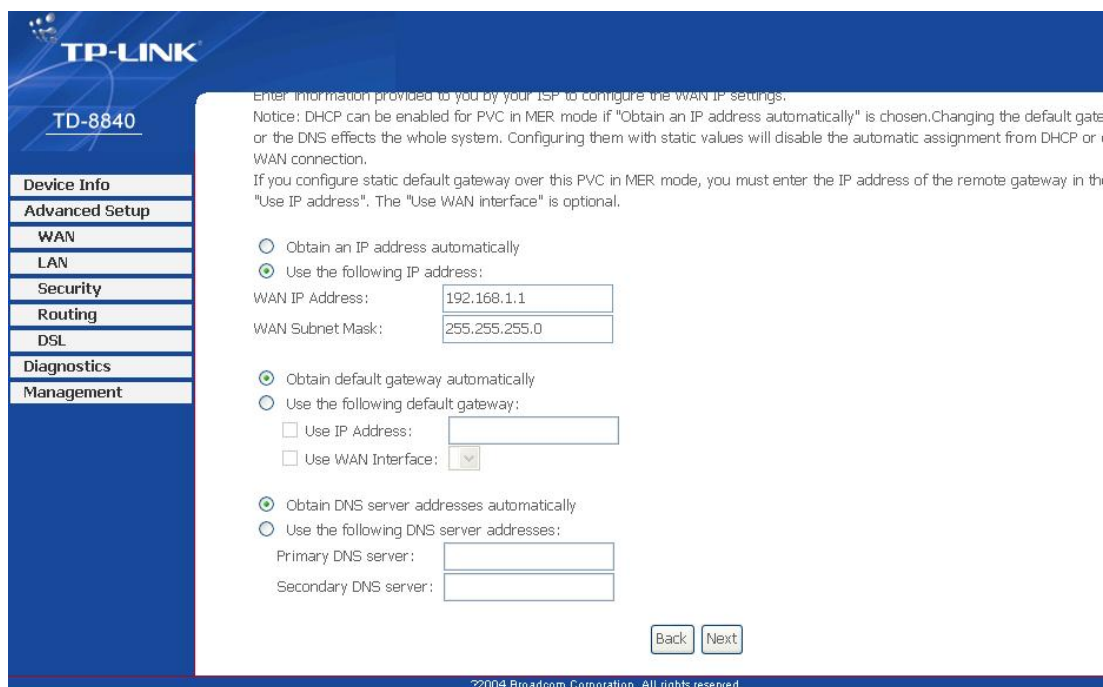 TP-LINK
TD-8840
Device Info
Advanced Setup
WAN
LAN
Security
Routing
DSL
Diagnostics
Management
Enter information provided to you by your ISP to configure the WAN IP settings.
Notice: DHCP can be enabled for PVC in MER mode if "Obtain an IP address automatically" is chosen.Changing the default gate
or the DNS effects the whole system. Configuring them with static values will disable the automatic assignment from DHCP or
WAN connection.
If you configure static default gateway over this PVC in MER mode, you must enter the IP address of the remote gateway in the
"Use IP address". The "Use WAN interface" is optional.
Obtain an IP address automatically
Use the following IP address:
WAN IP Address: 192.168.1.1
WAN Subnet Mask: 255.255.255.0
Obtain default gateway automatically
Use the following default gateway:
Use IP Address:
Use WAN Interface:
Obtain DNS server addresses automatically
Use the following DNS server addresses:
Primary DNS server:
Secondary DNS server:
Back Next
?2004 Broadcom Corporation. All rights reserved.